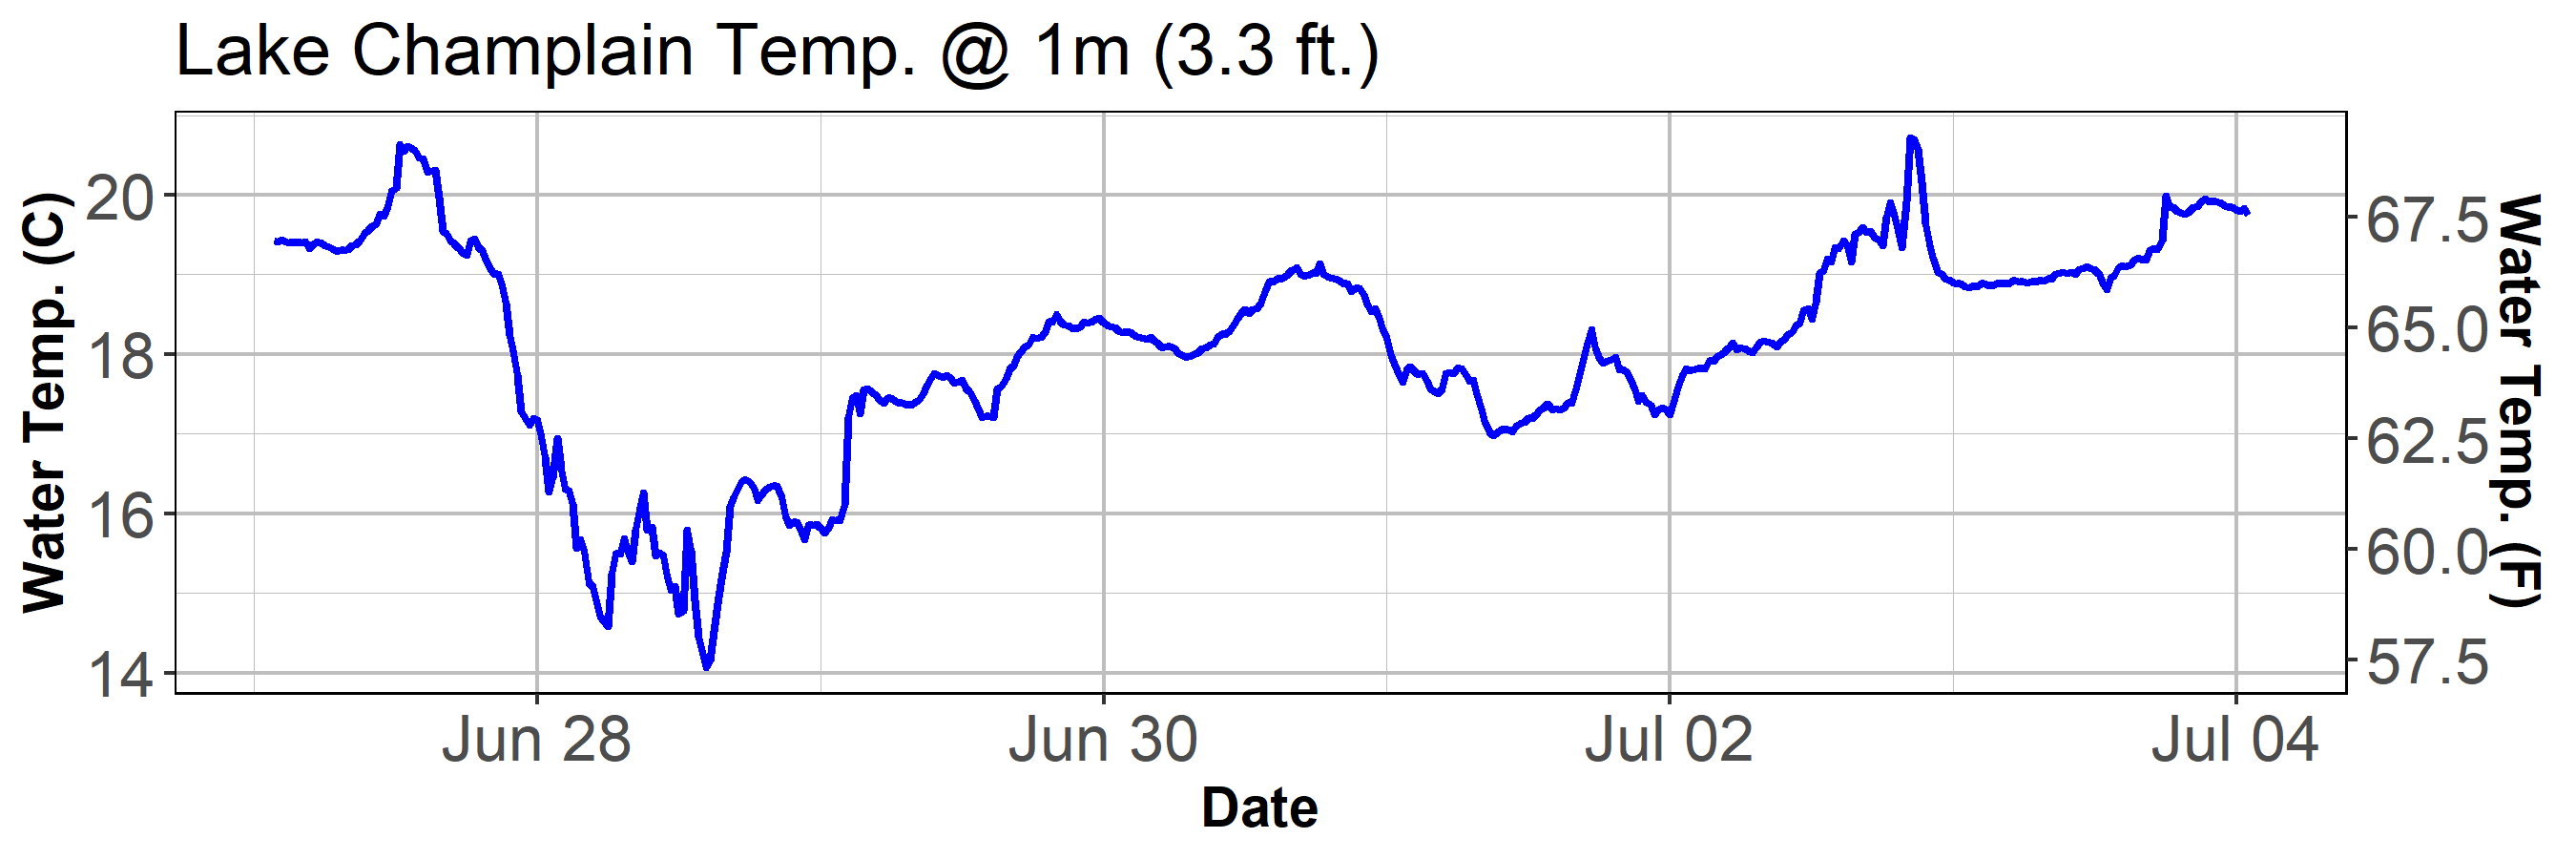 Lake Champlain Temp. @ 1m (3.3 ft.)
Water Temp. (C)
20
18
16
14
67.5
65.0
62.5
60.0
57.5
Water Temp. (F)
Jun 28 Jun 30 Jul 02 Jul 04
Date